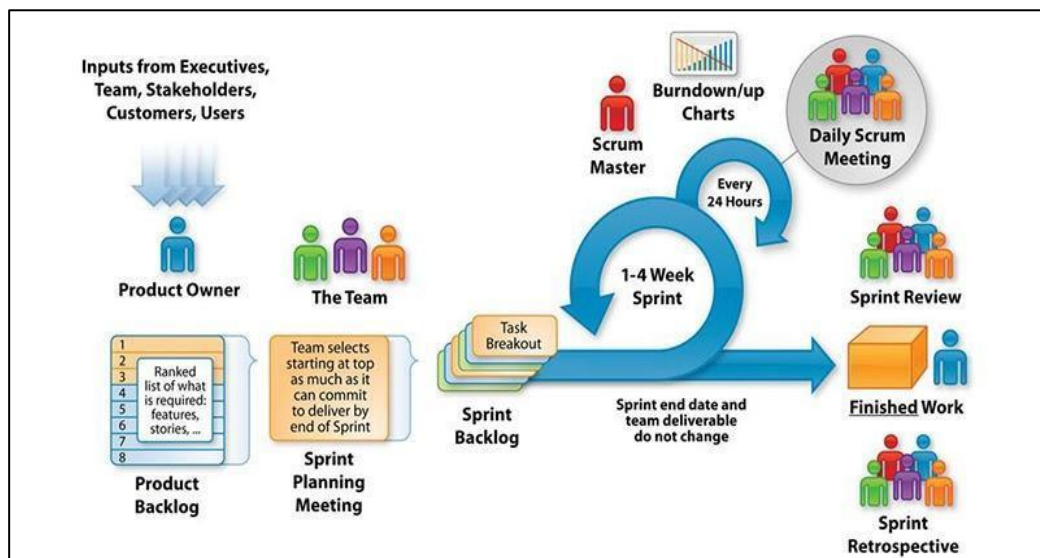 Inputs from Executives,
Team, Stakeholders,
Customers, Users
Product Owner
The Team
1
2
3
4
5
6
7
8
Ranked
list of what
is required:
features,
stories, ...
Product
Backlog
Team selects
starting at top
as much as it
can commit
to deliver by
end of Sprint
Sprint
Planning
Meeting
Task
Breakout
Sprint
Backlog
Scrum
Master
Burndown/up
Charts
Every
24 Hours
Daily Scrum
Meeting
1-4 Week
Sprint
Sprint end date and
team deliverable
do not change
Sprint Review
Finished Work
Sprint
Retrospective